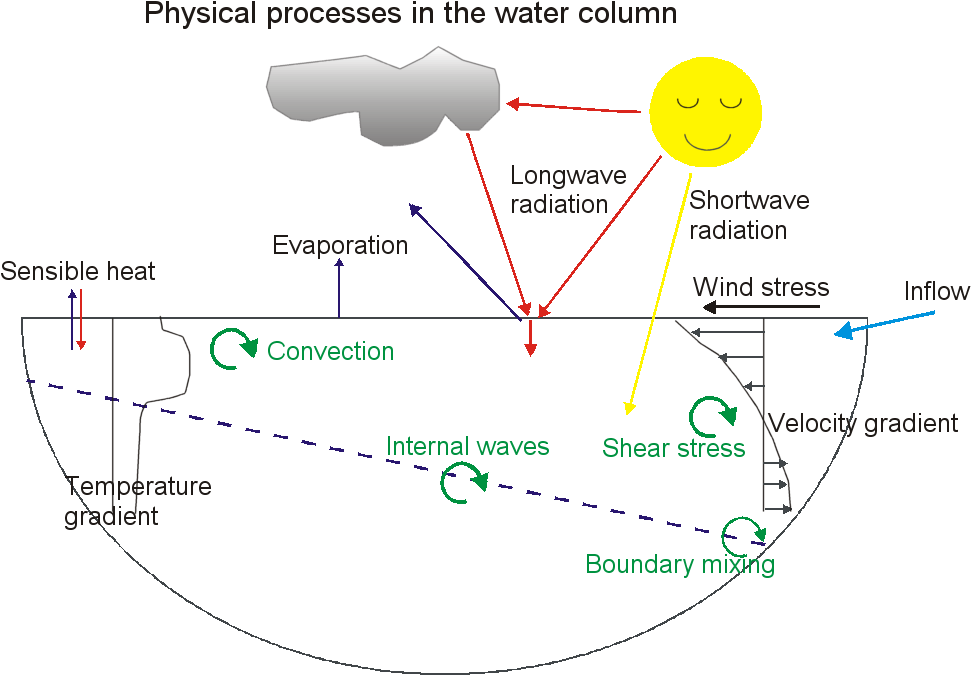 Physical processes in the water column
Longwave
radiation
Shortwave
radiation
Evaporation
Sensible heat
Wind stress
Inflow
Convection
Velocity gradient
Internal waves
Shear stress
Temperature
gradient
Boundary mixing